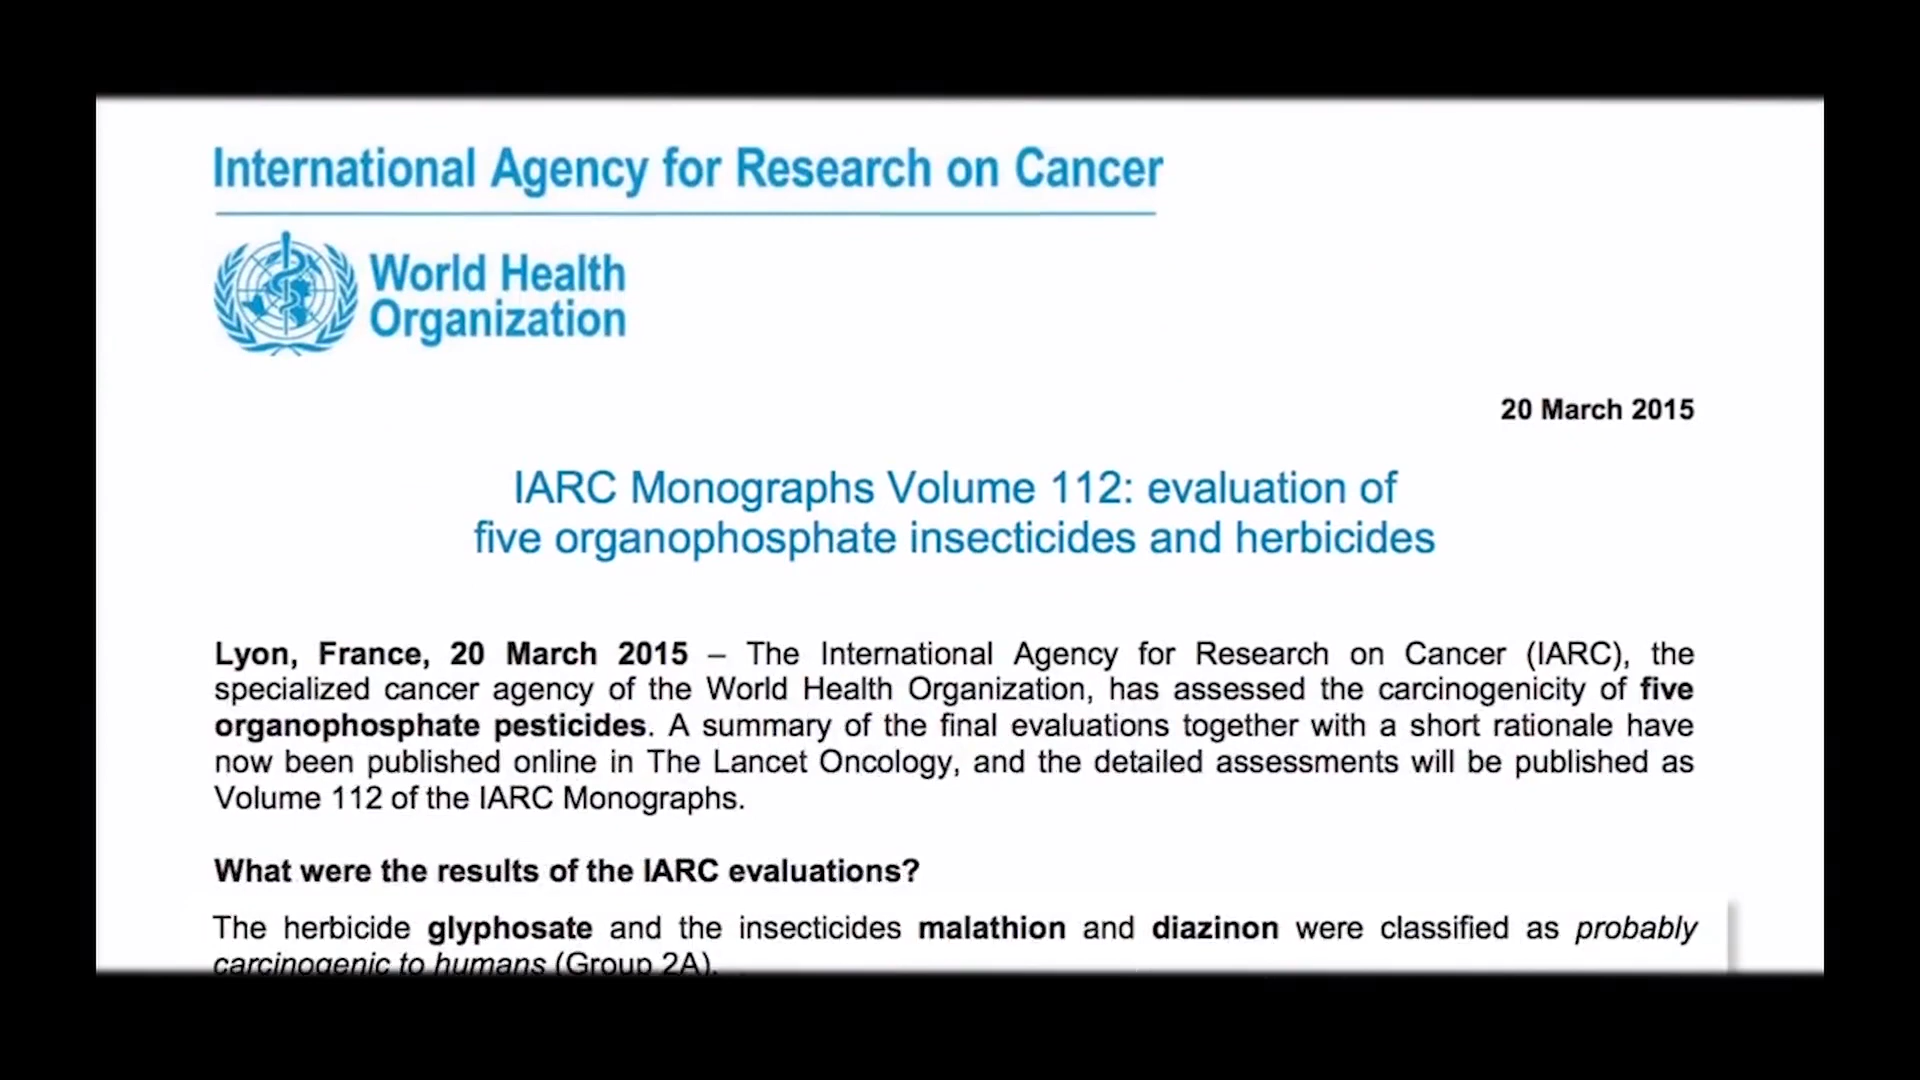 International Agency for Research on Cancer
World Health
Organization
20 March 2015
IARC Monographs Volume 112: evaluation of
five organophosphate insecticides and herbicides
Lyon, France, 20 March 2015 – The International Agency for Research on Cancer (IARC), the
specialized cancer agency of the World Health Organization, has assessed the carcinogenicity of five
organophosphate pesticides. A summary of the final evaluations together with a short rationale have
now been published online in The Lancet Oncology, and the detailed assessments will be published as
Volume 112 of the IARC Monographs.
What were the results of the IARC evaluations?
The herbicide glyphosate and the insecticides malathion and diazinon were classified as probably
carcinogenic to humans (Group 2A).